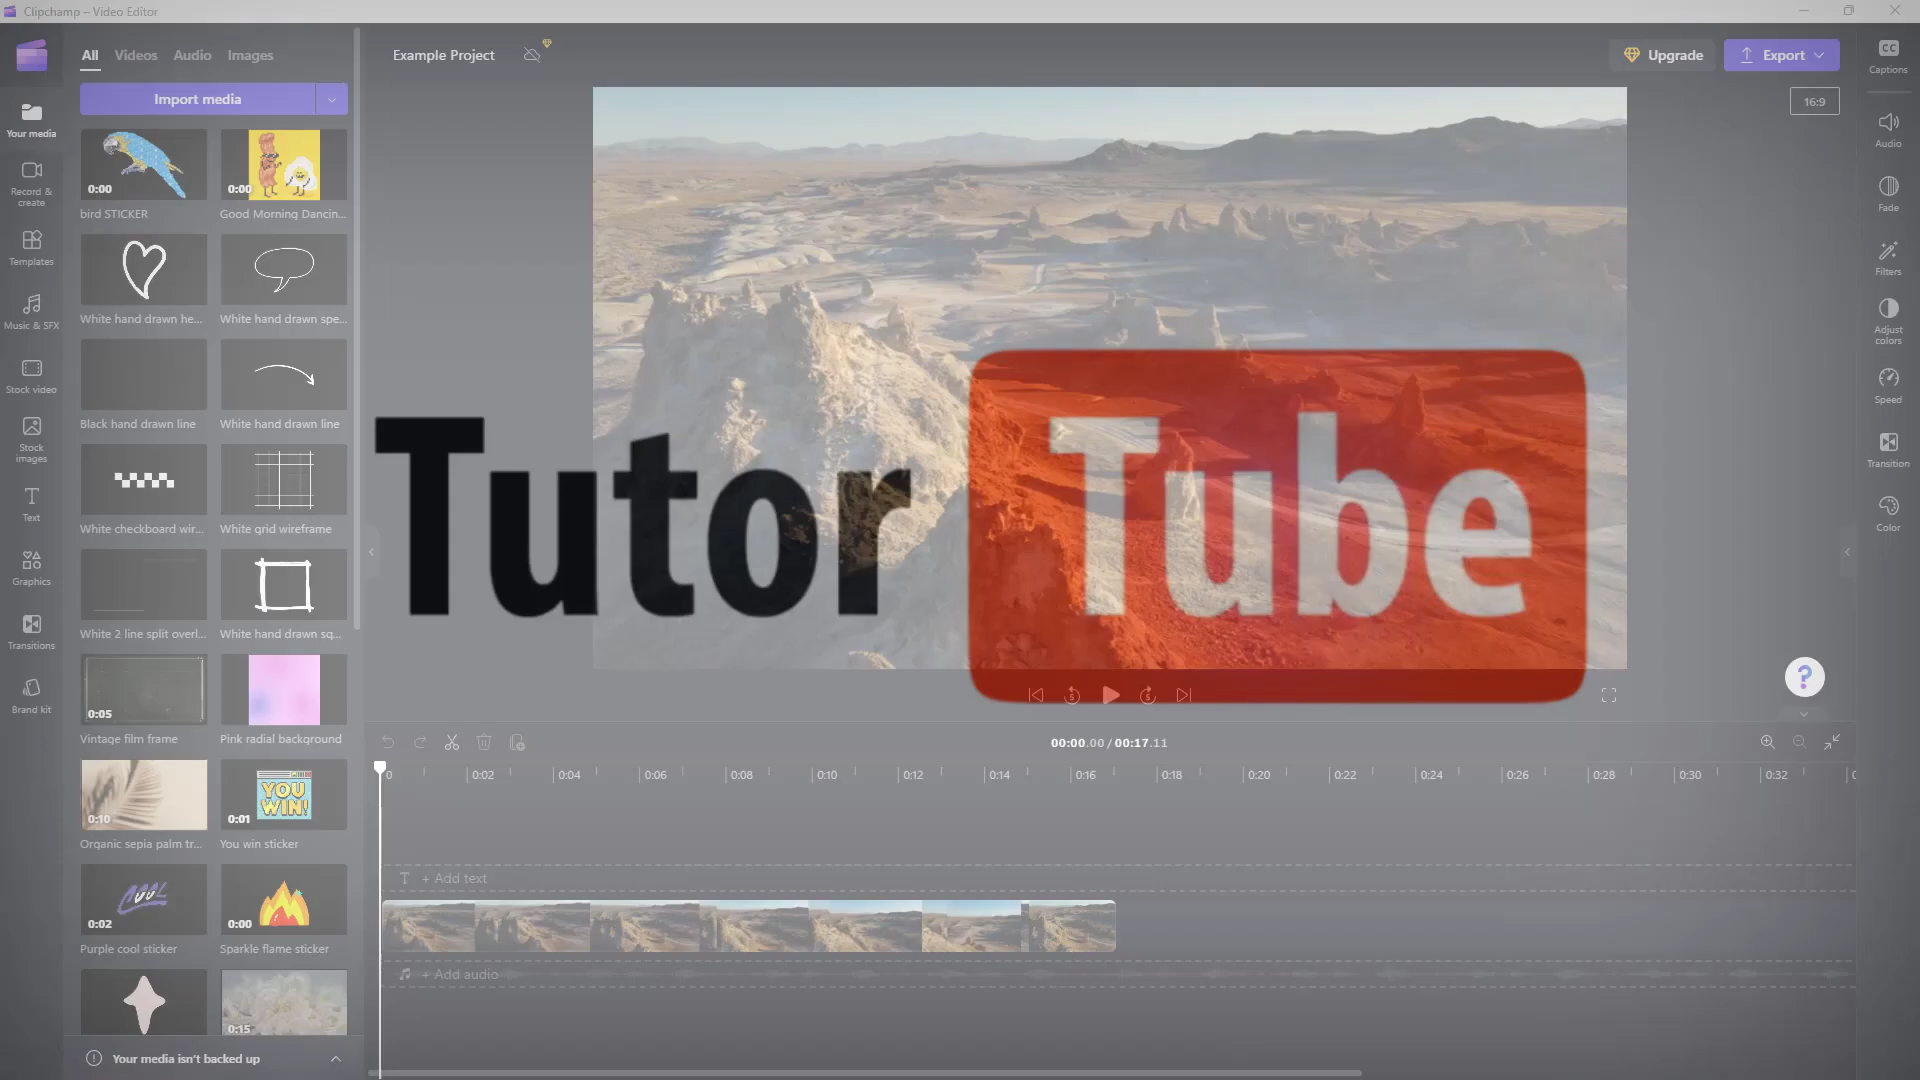 Clipchamp – Video Editor
All Videos Audio Images
Import media
Example Project
Upgrade
Export
16:9
Your media
Record &
create
Templates
Music & SFX
Stock video
Stock
images
Text
Graphics
Transitions
Brand kit
0:00
0:00
bird STICKER
Good Morning Dancin...
White hand drawn he...
White hand drawn spe...
Black hand drawn line
White hand drawn line
White checkboard wir...
White grid wireframe
White 2 line split overl...
White hand drawn sq...
0:05
Vintage film frame
Pink radial background
0:10
YOU
WIN!
0:01
Organic sepia palm tr...
You win sticker
COOL
0:02
0:00
Purple cool sticker
Sparkle flame sticker
0:15
Your media isn't backed up
Tutor Tube
5
5
00:00.00 / 00:17.11
0 0:02 0:04 0:06 0:08 0:10 0:12 0:14 0:16 0:18 0:20 0:22 0:24 0:26 0:28 0:30 0:32
T + Add text
+ Add audio
CC
Captions
Audio
Fade
Filters
Adjust
colors
Speed
Transition
Color
?